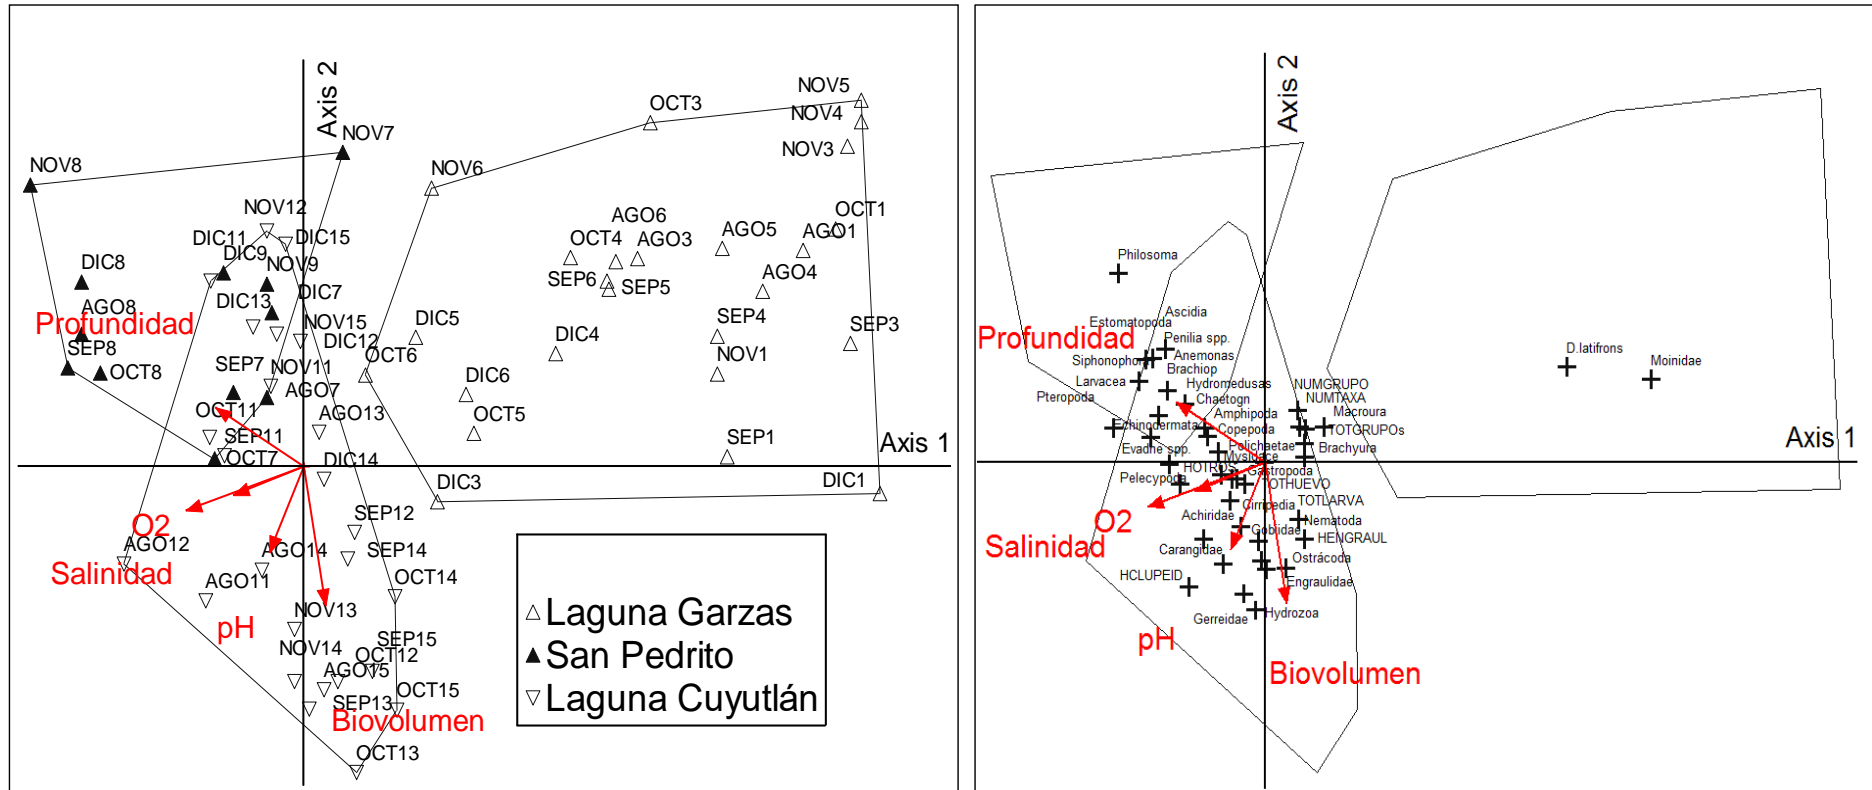 Axis 2
NOV5
OCT3
NOV4
NOV7
NOV3
NOV8
NOV6
NOV12
AGO6
OCT1
DIC11
DIC15
OCT4
AGO3
AGO5
AGO1
DIC9
DIC8
NOV9
SEP6
SEP5
AGO4
AGO8
DIC13
DIC7
Profundidad
NOV15
DIC5
SEP4
SEP3
SEP8
DIC12
DIC4
OCT6
NOV1
OCT8
SEP7
NOV11
DIC6
AGO7
OCT11
AGO13
OCT5
SEP11
SEP1
Axis 1
OCT7
DIC14
DIC3
DIC1
O2
SEP12
AGO12
AGO14
SEP14
Salinidad
AGO11
OCT14
NOV13
pH
SEP15
NOV14
OCT12
AGO15
OCT15
SEP13
Biovolumen
OCT13
Laguna Garzas
San Pedrito
Laguna Cuyutlán
Axis 2
Philosoma
Ascidia
Estomatopoda
Profundidad
Penilia spp.
Siphonophora
Anemonas
Brachiop
D.latifrons
Moinidae
Larvacea
Hydromedusas
NUMGRUPO
Pteropoda
Chaetogn
NUMTAXA
Amphipoda
Macroura
Echinodermata
Copepoda
TOTGRUPOs
Axis 1
Evadhe spp.
Polichaetae
Brachyura
Mysidace
HOTROS
Gastropoda
Pelecypoda
TOTHUEVO
Cirripedia
TOTLARVA
O2
Achiridae
Nematoda
Salinidad
Gobidae
HENGRAUL
Carangidae
Ostrácoda
HCLUPEID
Engraulidae
Gerreidae
Hydrozoa
pH
Biovolumen